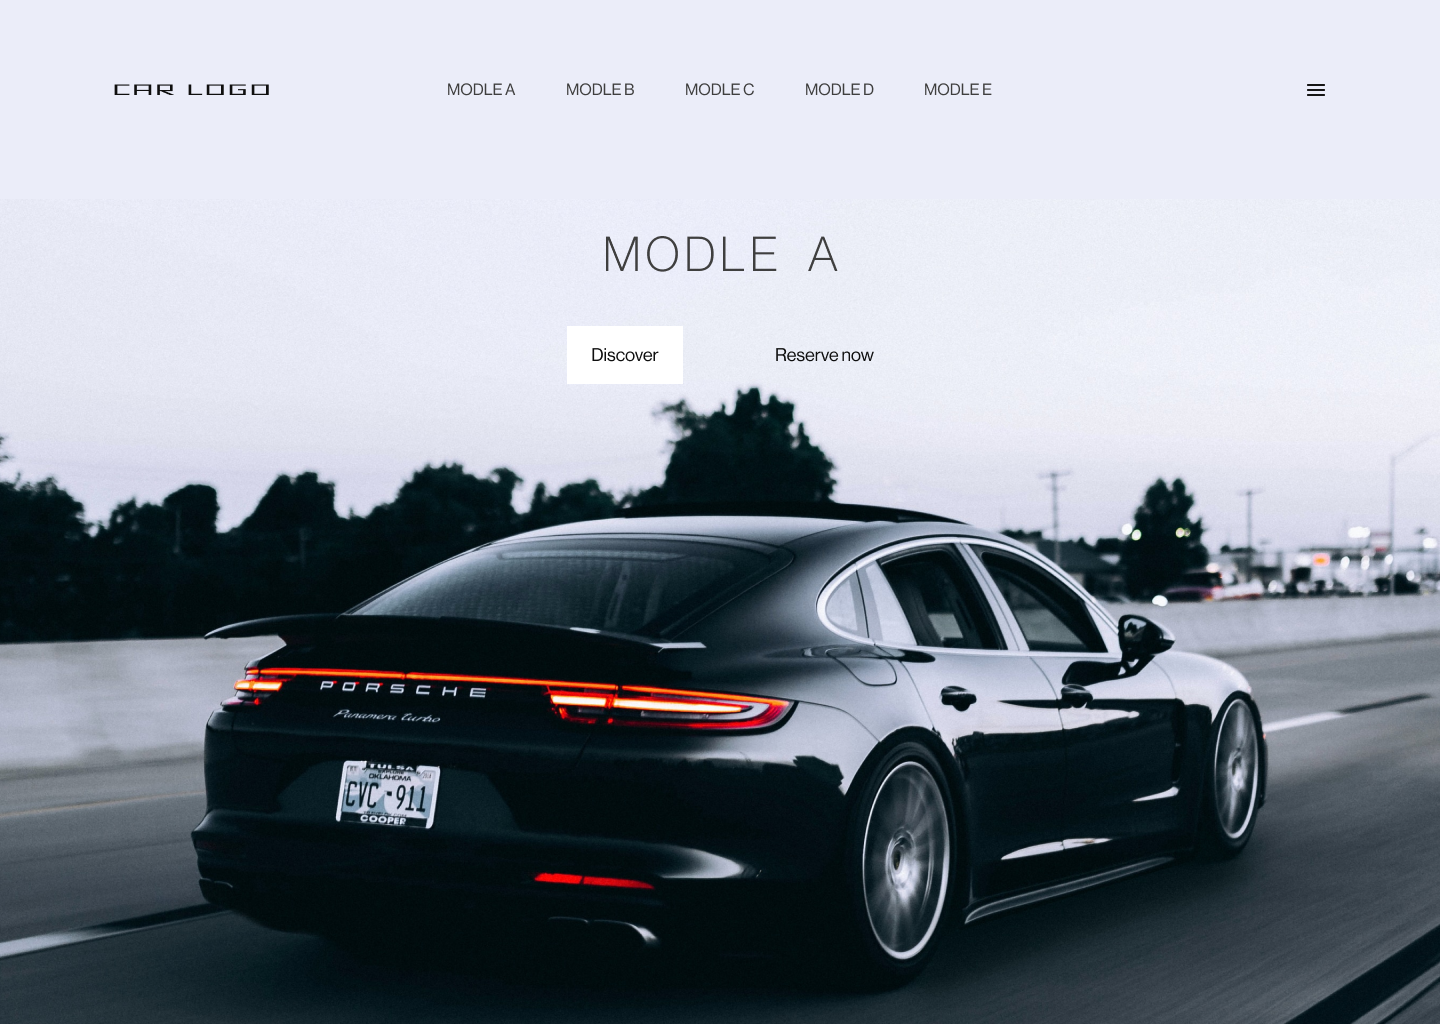 CAR LOGO
MODLE A
MODLE B
MODLE C
MODLE D
MODLE E
MODLE A
Discover
Reserve now
PORSCHE
Panamera turbo
TULSA
OKLAHOMA
CVC-911
COOPER